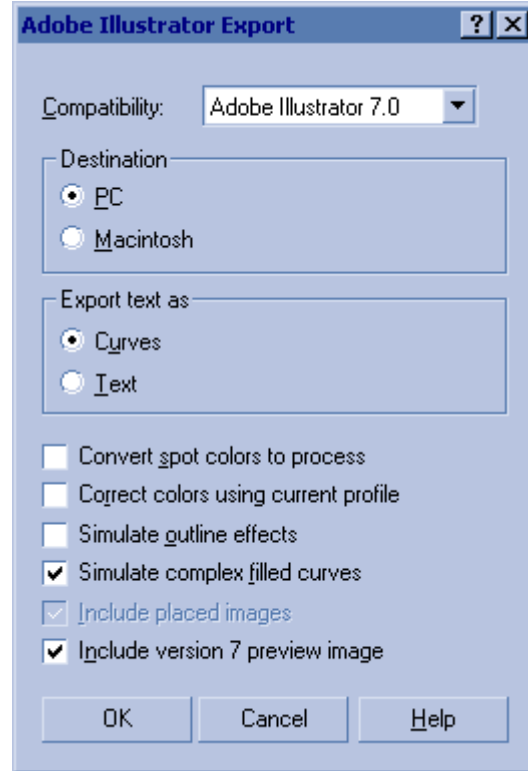 Adobe Illustrator Export
Compatibility: Adobe Illustrator 7.0
Destination
PC
Macintosh
Export text as
Curves
Text
Convert spot colors to process
Correct colors using current profile
Simulate outline effects
Simulate complex filled curves
Include placed images
Include version 7 preview image
OK Cancel Help